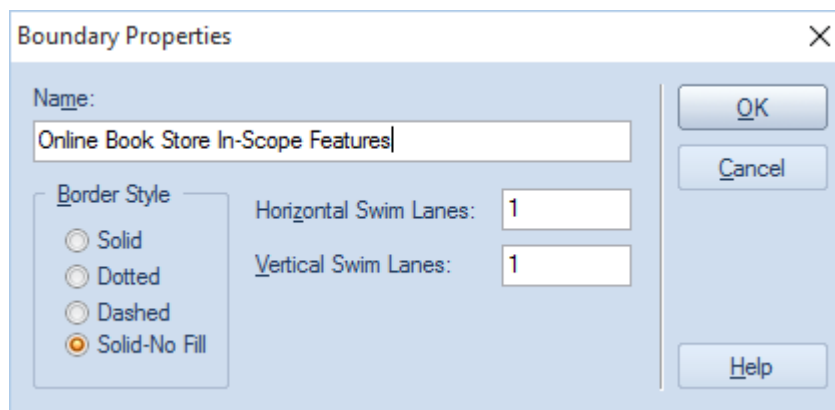 Boundary Properties
Name:
Online Book Store In-Scope Features
Border Style
Solid
Dotted
Dashed
Solid-No Fill
Horizontal Swim Lanes: 1
Vertical Swim Lanes: 1
OK
Cancel
Help